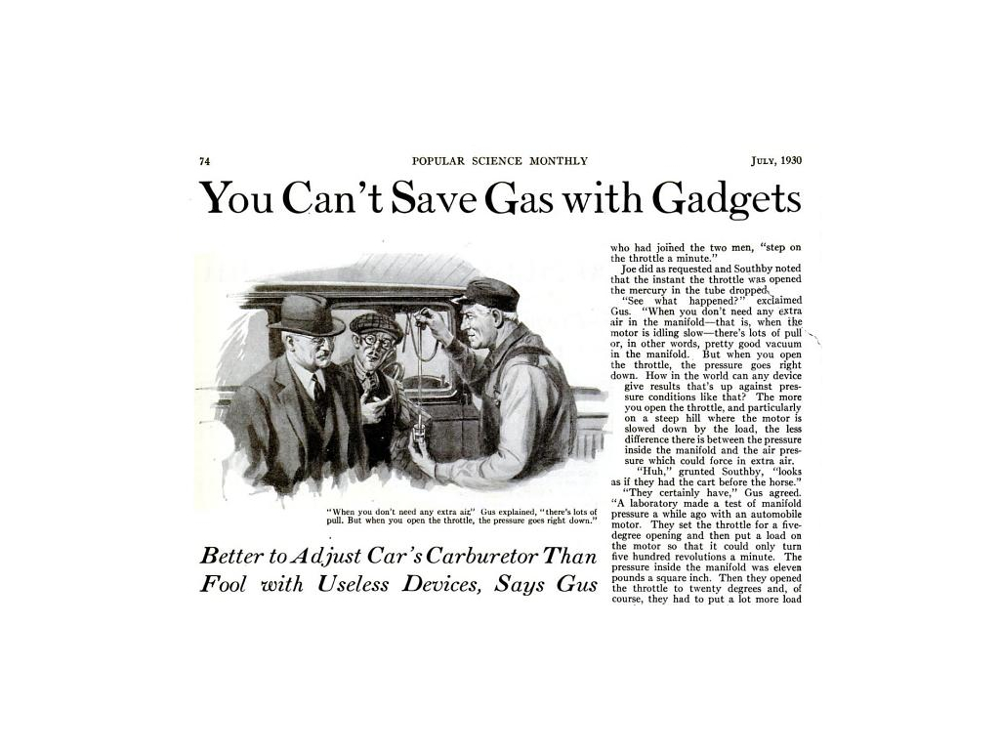 74
POPULAR SCIENCE MONTHLY
JULY, 1930
You Can't Save Gas with Gadgets
"When you don't need any extra air," Gus explained, "there's lots of
pull. But when you open the throttle, the pressure goes right down."
Better to Adjust Car's Carburetor Than
Fool with Useless Devices, Says Gus
who had joined the two men, "step on
the throttle a minute."
Joe did as requested and Southby noted
that the instant the throttle was opened
the mercury in the tube dropped.
"See what happened?" exclaimed
Gus. "When you don't need any extra
air in the manifold—that is, when the
motor is idling slow—there's lots of pull
or, in other words, pretty good vacuum
in the manifold. But when you open
the throttle, the pressure goes right
down. How in the world can any device
give results that's up against pres-
sure conditions like that? The more
you open the throttle, and particularly
on a steep hill where the motor is
slowed down by the load, the less
difference there is between the pressure
inside the manifold and the air pres-
sure which could force in extra air.
"Huh," grunted Southby, "looks
as if they had the cart before the horse."
"They certainly have," Gus agreed.
"A laboratory made a test of manifold
pressure a while ago with an automobile
motor. They set the throttle for a five-
degree opening and then put a load on
the motor so that it could only turn
five hundred revolutions a minute. The
pressure inside the manifold was eleven
pounds a square inch. Then they opened
the throttle to twenty degrees and, of
course, they had to put a lot more load